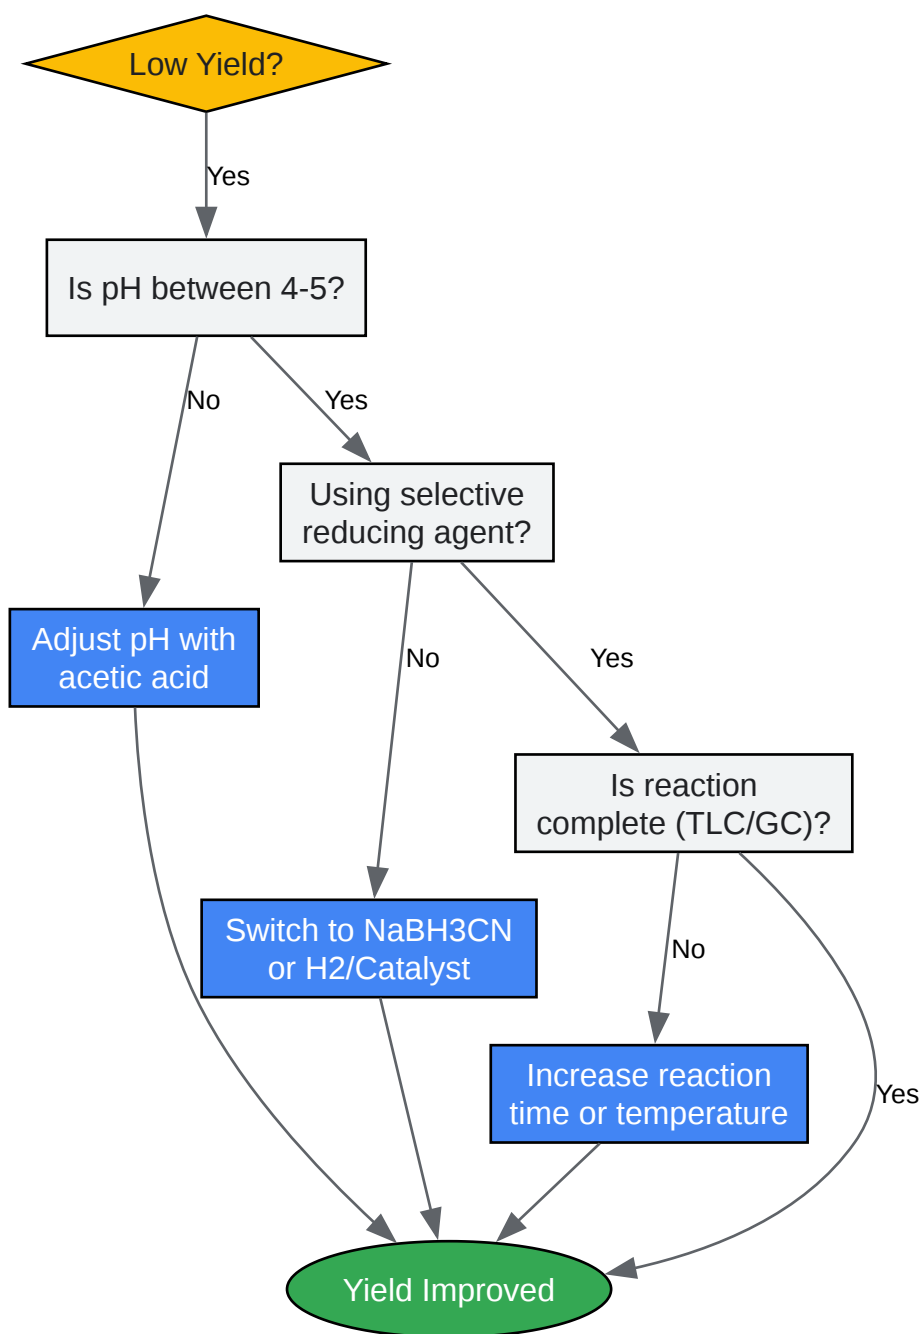 Low Yield?
Yes
Is pH between 4-5?
No
Yes
Using selective
reducing agent?
Adjust pH with
acetic acid
No
Yes
Is reaction
complete (TLC/GC)?
Switch to NaBH3CN
or H2/Catalyst
No
Increase reaction
time or temperature
Yes
Yield Improved